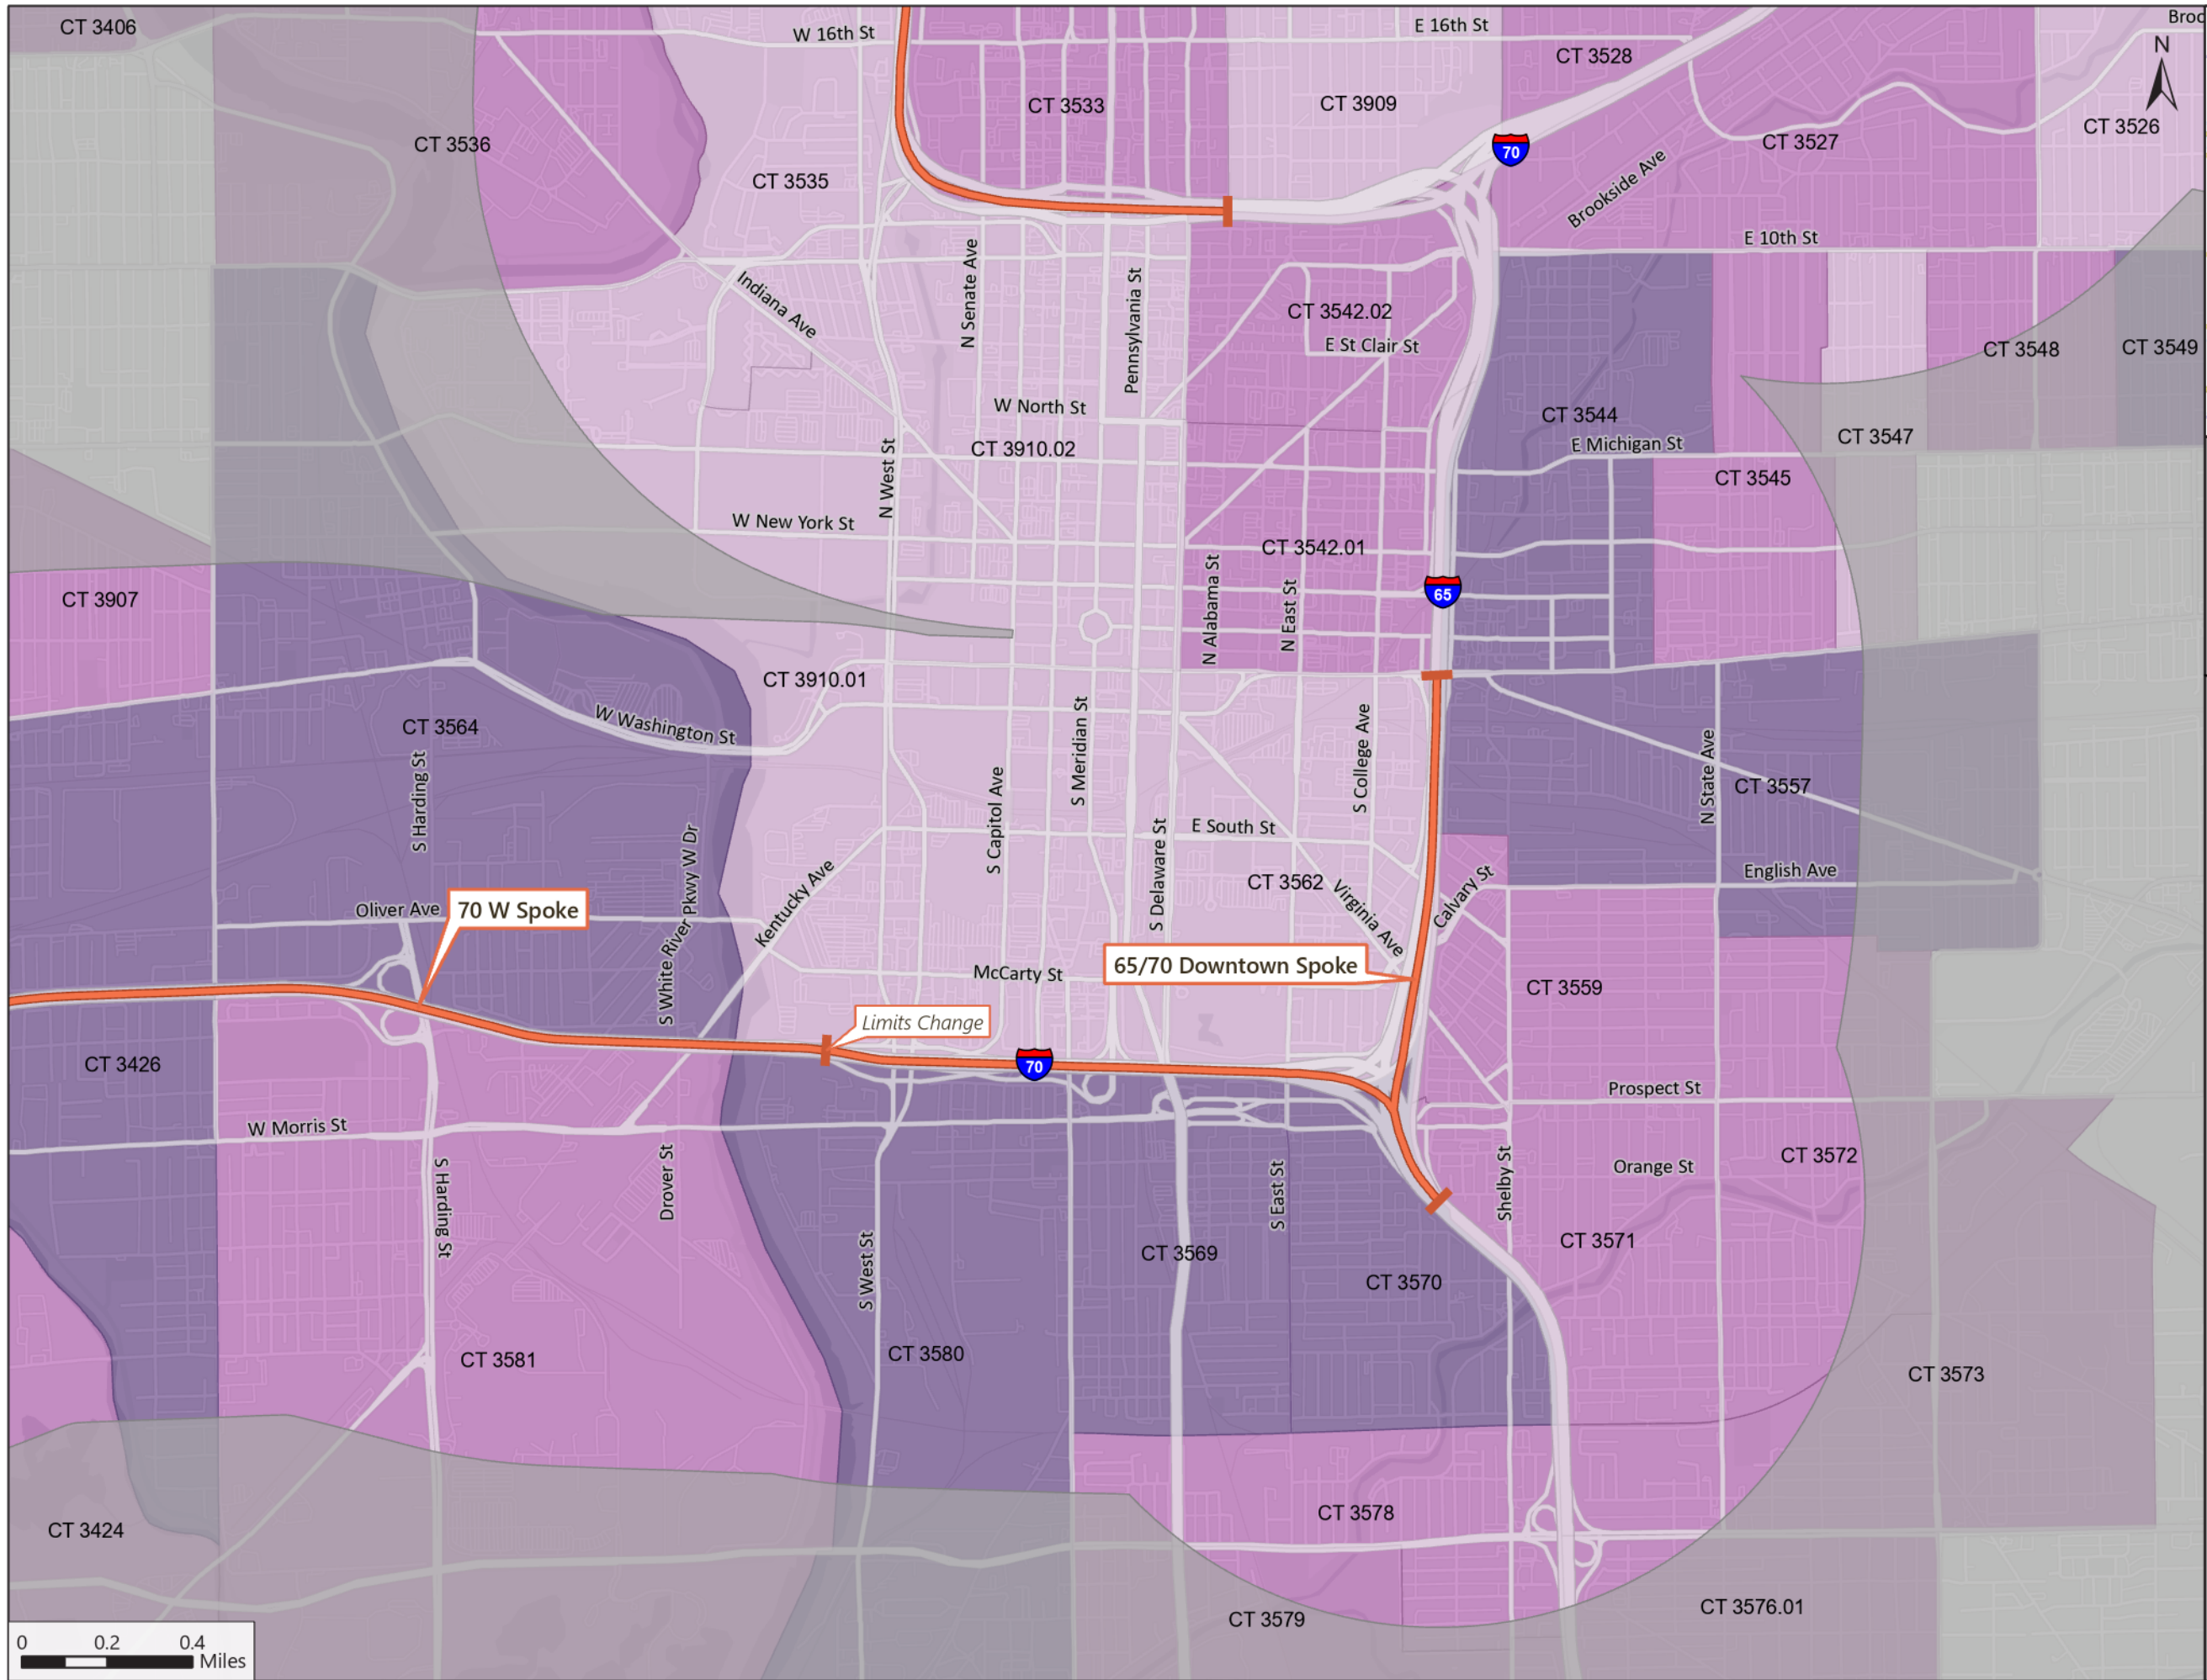 CT 3406
W 16th St
E 16th St
Broo
N
CT 3528
CT 3533
CT 3909
CT 3526
CT 3536
CT 3527
70
CT 3535
Brookside Ave
E 10th St
N Senate Ave
Pennsylvania St
Indiana Ave
CT 3542.02
E St Clair St
CT 3548
CT 3549
W North St
CT 3544
CT 3547
E Michigan St
CT 3910.02
N West St
CT 3545
W New York St
CT 3542.01
N Alabama St
N East St
65
CT 3907
CT 3910.01
W Washington St
CT 3564
S Harding St
S Meridian St
S College Ave
N State Ave
CT 3557
S Capitol Ave
E South St
S Delaware St
English Ave
CT 3562
S White River Pkwy W Dr
Kentucky Ave
Virginia Ave
Calvary St
Oliver Ave
70 W Spoke
65/70 Downtown Spoke
McCarty St
CT 3559
Limits Change
CT 3426
70
Prospect St
W Morris St
CT 3572
Orange St
S Harding St
Drover St
S East St
Shelby St
CT 3571
S West St
CT 3569
CT 3570
CT 3581
CT 3580
CT 3573
CT 3578
CT 3424
CT 3579
CT 3576.01
0 0.2 0.4
Miles